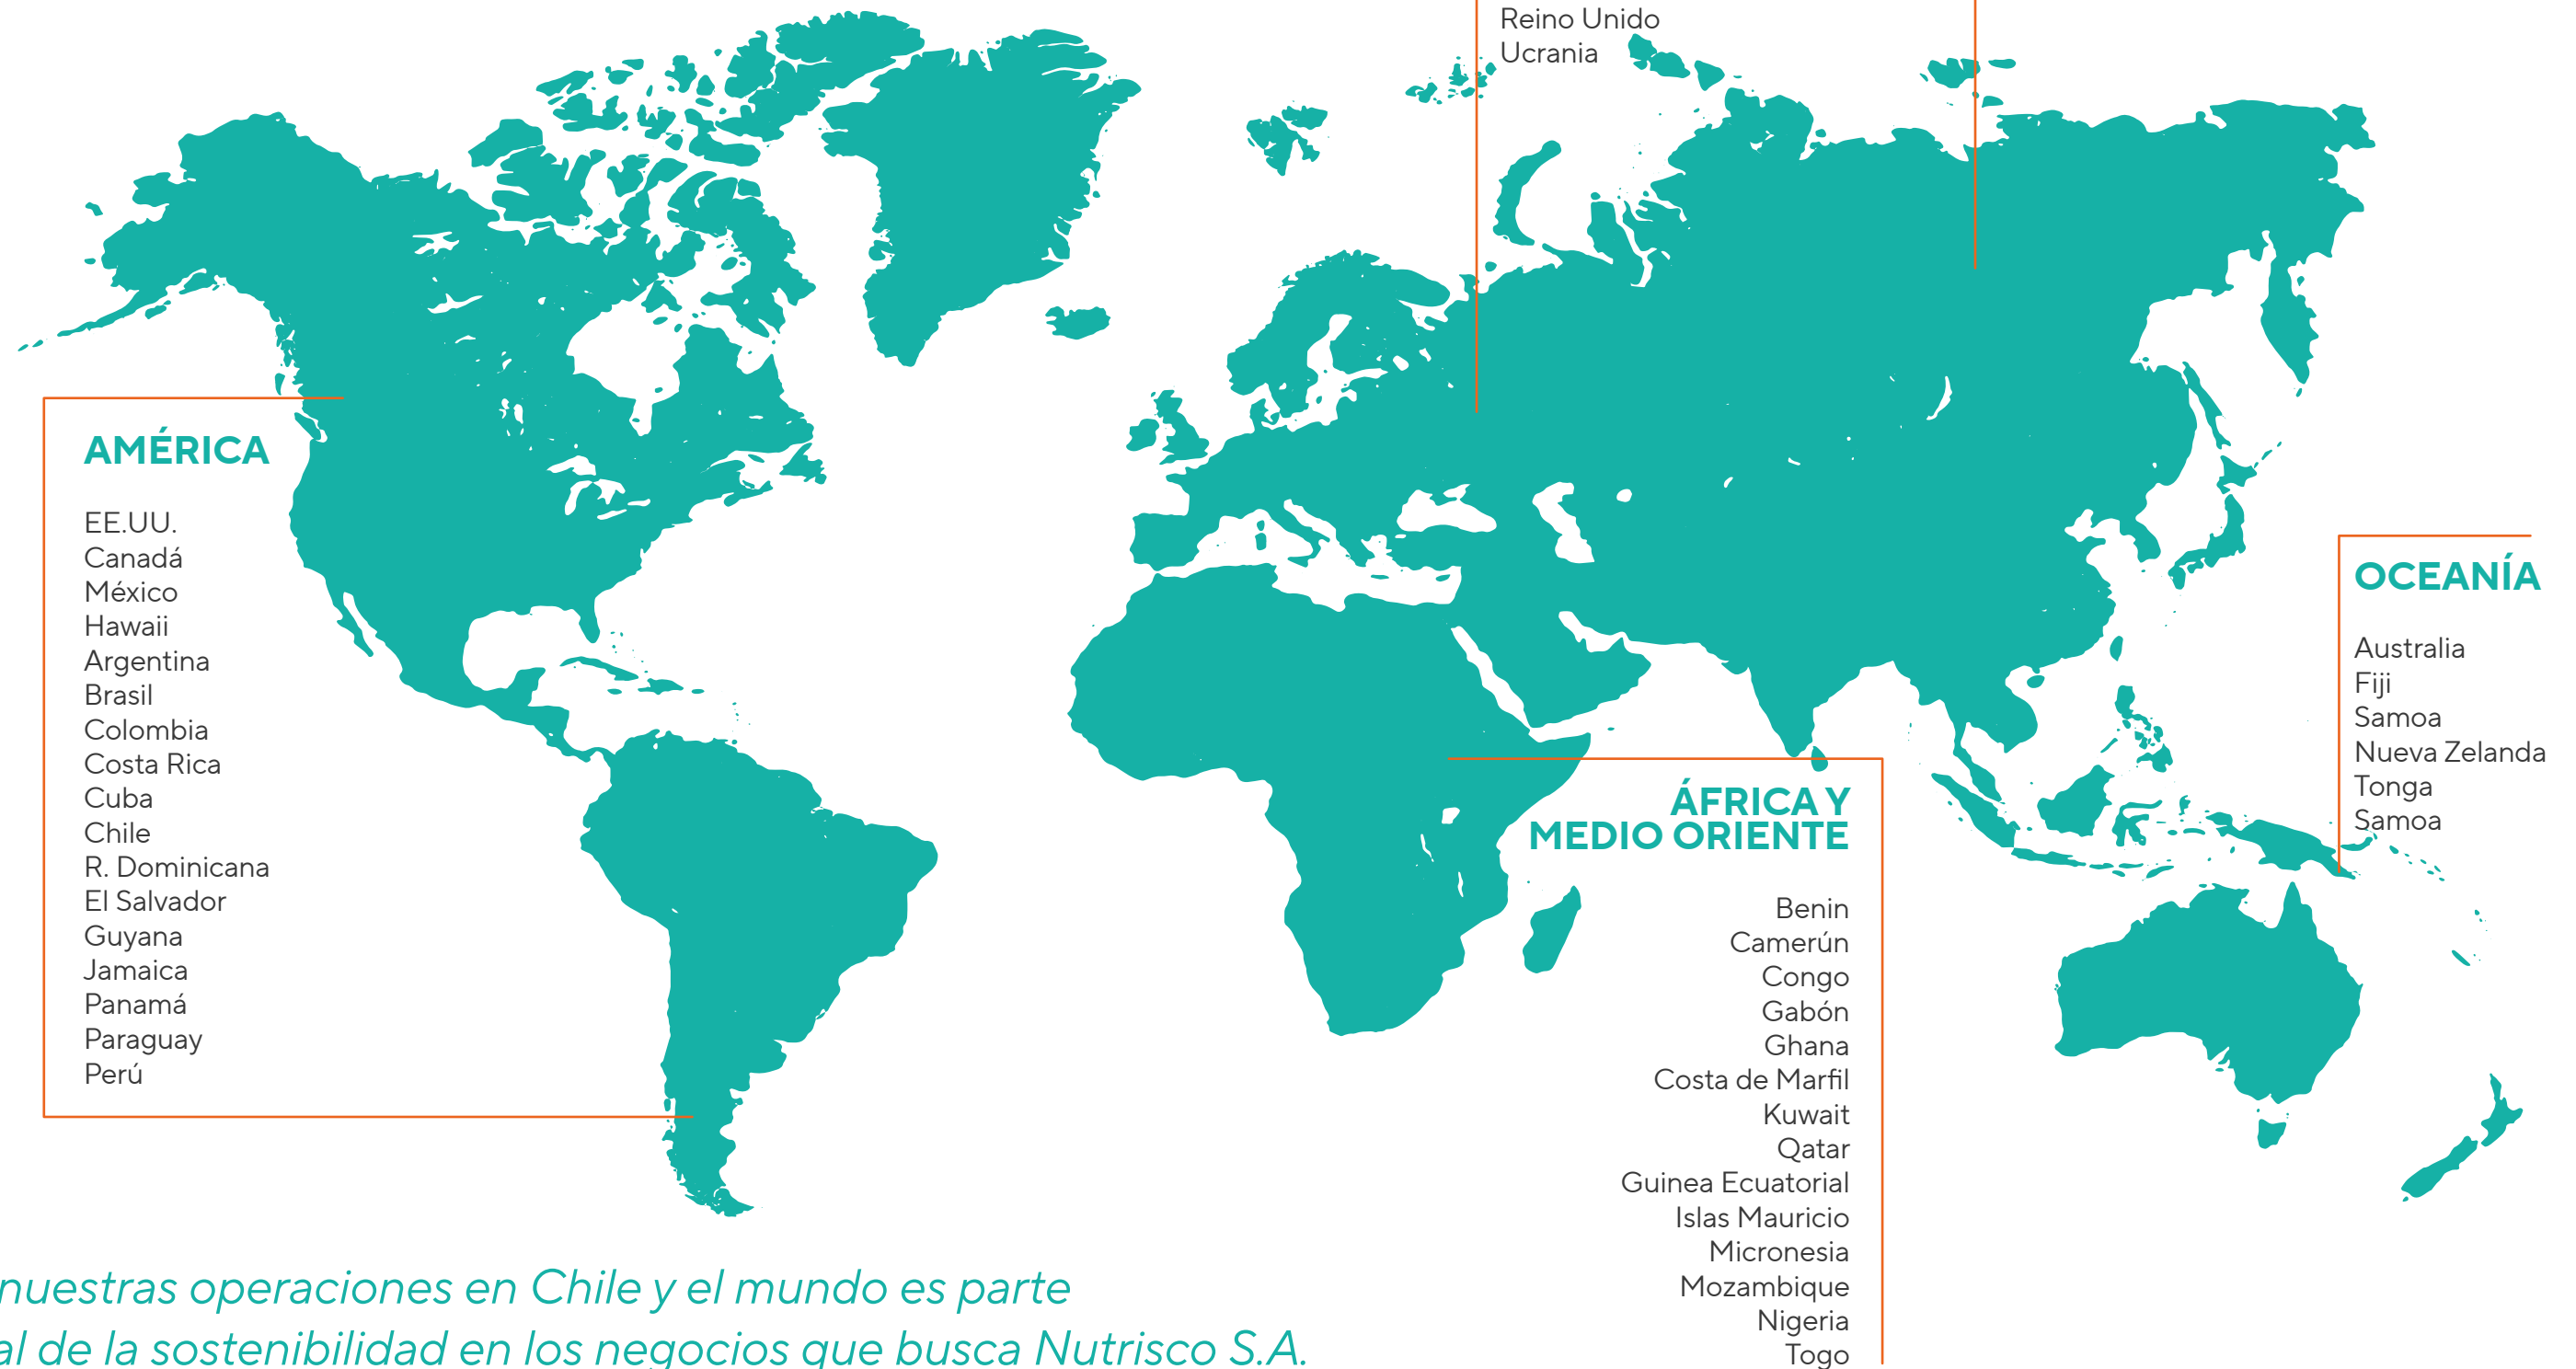 Reino Unido
Ucrania
AMÉRICA
EE.UU.
Canadá
México
Hawaii
Argentina
Brasil
Colombia
Costa Rica
Cuba
Chile
R. Dominicana
El Salvador
Guyana
Jamaica
Panamá
Paraguay
Perú
OCEANÍA
Australia
Fiji
Samoa
Nueva Zelanda
Tonga
Samoa
ÁFRICA Y
MEDIO ORIENTE
Benin
Camerún
Congo
Gabón
Ghana
Costa de Marfil
Kuwait
Qatar
Guinea Ecuatorial
Islas Mauricio
Micronesia
Mozambique
Nigeria
Togo
nuestras operaciones en Chile y el mundo es parte
al de la sostenibilidad en los negocios que busca Nutrisco S.A.